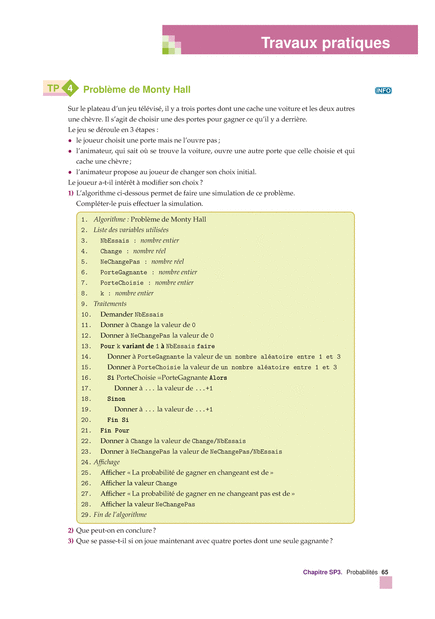 Travaux pratiques
TP 4 Problème de Monty Hall
INFO
Sur le plateau d'un jeu télévisé, il y a trois portes dont une cache une voiture et les deux autres
une chèvre. Il s'agit de choisir une des portes pour gagner ce qu'il y a derrière.
Le jeu se déroule en 3 étapes :
• le joueur choisit une porte mais ne l'ouvre pas ;
• l'animateur, qui sait où se trouve la voiture, ouvre une autre porte que celle choisie et qui
cache une chèvre ;
• l'animateur propose au joueur de changer son choix initial.
Le joueur a-t-il intérêt à modifier son choix ?
1) L'algorithme ci-dessous permet de faire une simulation de ce problème.
Compléter-le puis effectuer la simulation.
1. Algorithme : Problème de Monty Hall
2. Liste des variables utilisées
3. NbEssais : nombre entier
4. Change : nombre réel
5. NeChangePas : nombre réel
6. PorteGagnante : nombre entier
7. PorteChoisie : nombre entier
8. k : nombre entier
9. Traitements
10. Demander NbEssais
11. Donner à Change la valeur de 0
12. Donner à NeChangePas la valeur de 0
13. Pour k variant de 1 à NbEssais faire
14. Donner à PorteGagnante la valeur de un nombre aléatoire entre 1 et 3
15. Donner à PorteChoisie la valeur de un nombre aléatoire entre 1 et 3
16. Si PorteChoisie =PorteGagnante Alors
17. Donner à ... la valeur de ...+1
18. Sinon
19. Donner à ... la valeur de ...+1
20. Fin Si
21. Fin Pour
22. Donner à Change la valeur de Change/NbEssais
23. Donner à NeChangePas la valeur de NeChangePas/NbEssais
24. Affichage
25. Afficher « La probabilité de gagner en changeant est de »
26. Afficher la valeur Change
27. Afficher « La probabilité de gagner en ne changeant pas est de »
28. Afficher la valeur NeChangePas
29. Fin de l'algorithme
2) Que peut-on en conclure ?
3) Que se passe-t-il si on joue maintenant avec quatre portes dont une seule gagnante ?
Chapitre SP3. Probabilités 65